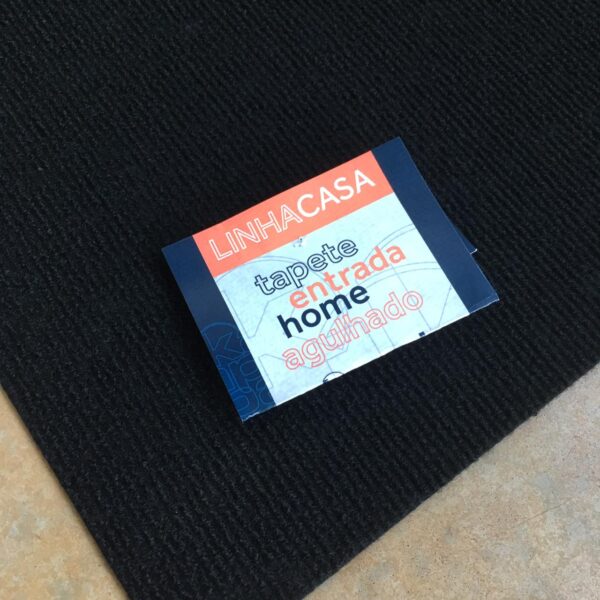 LINHACASA
tapete
entrada
home
agulhado